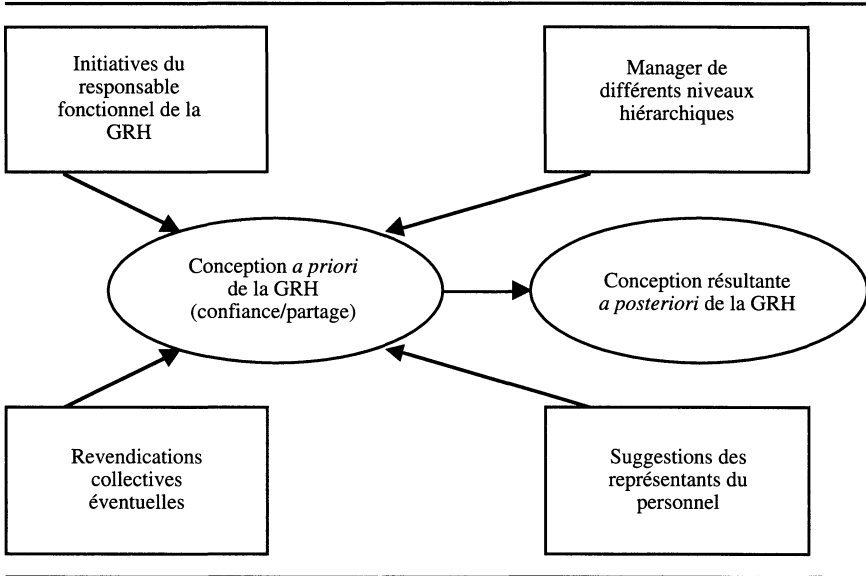 Initiatives du
responsable
fonctionnel de la
GRH
Manager de
différents niveaux
hiérarchiques
Conception a priori
de la GRH
(confiance/partage)
Conception résultante
a posteriori de la GRH
Revendications
collectives
éventuelles
Suggestions des
représentants du
personnel